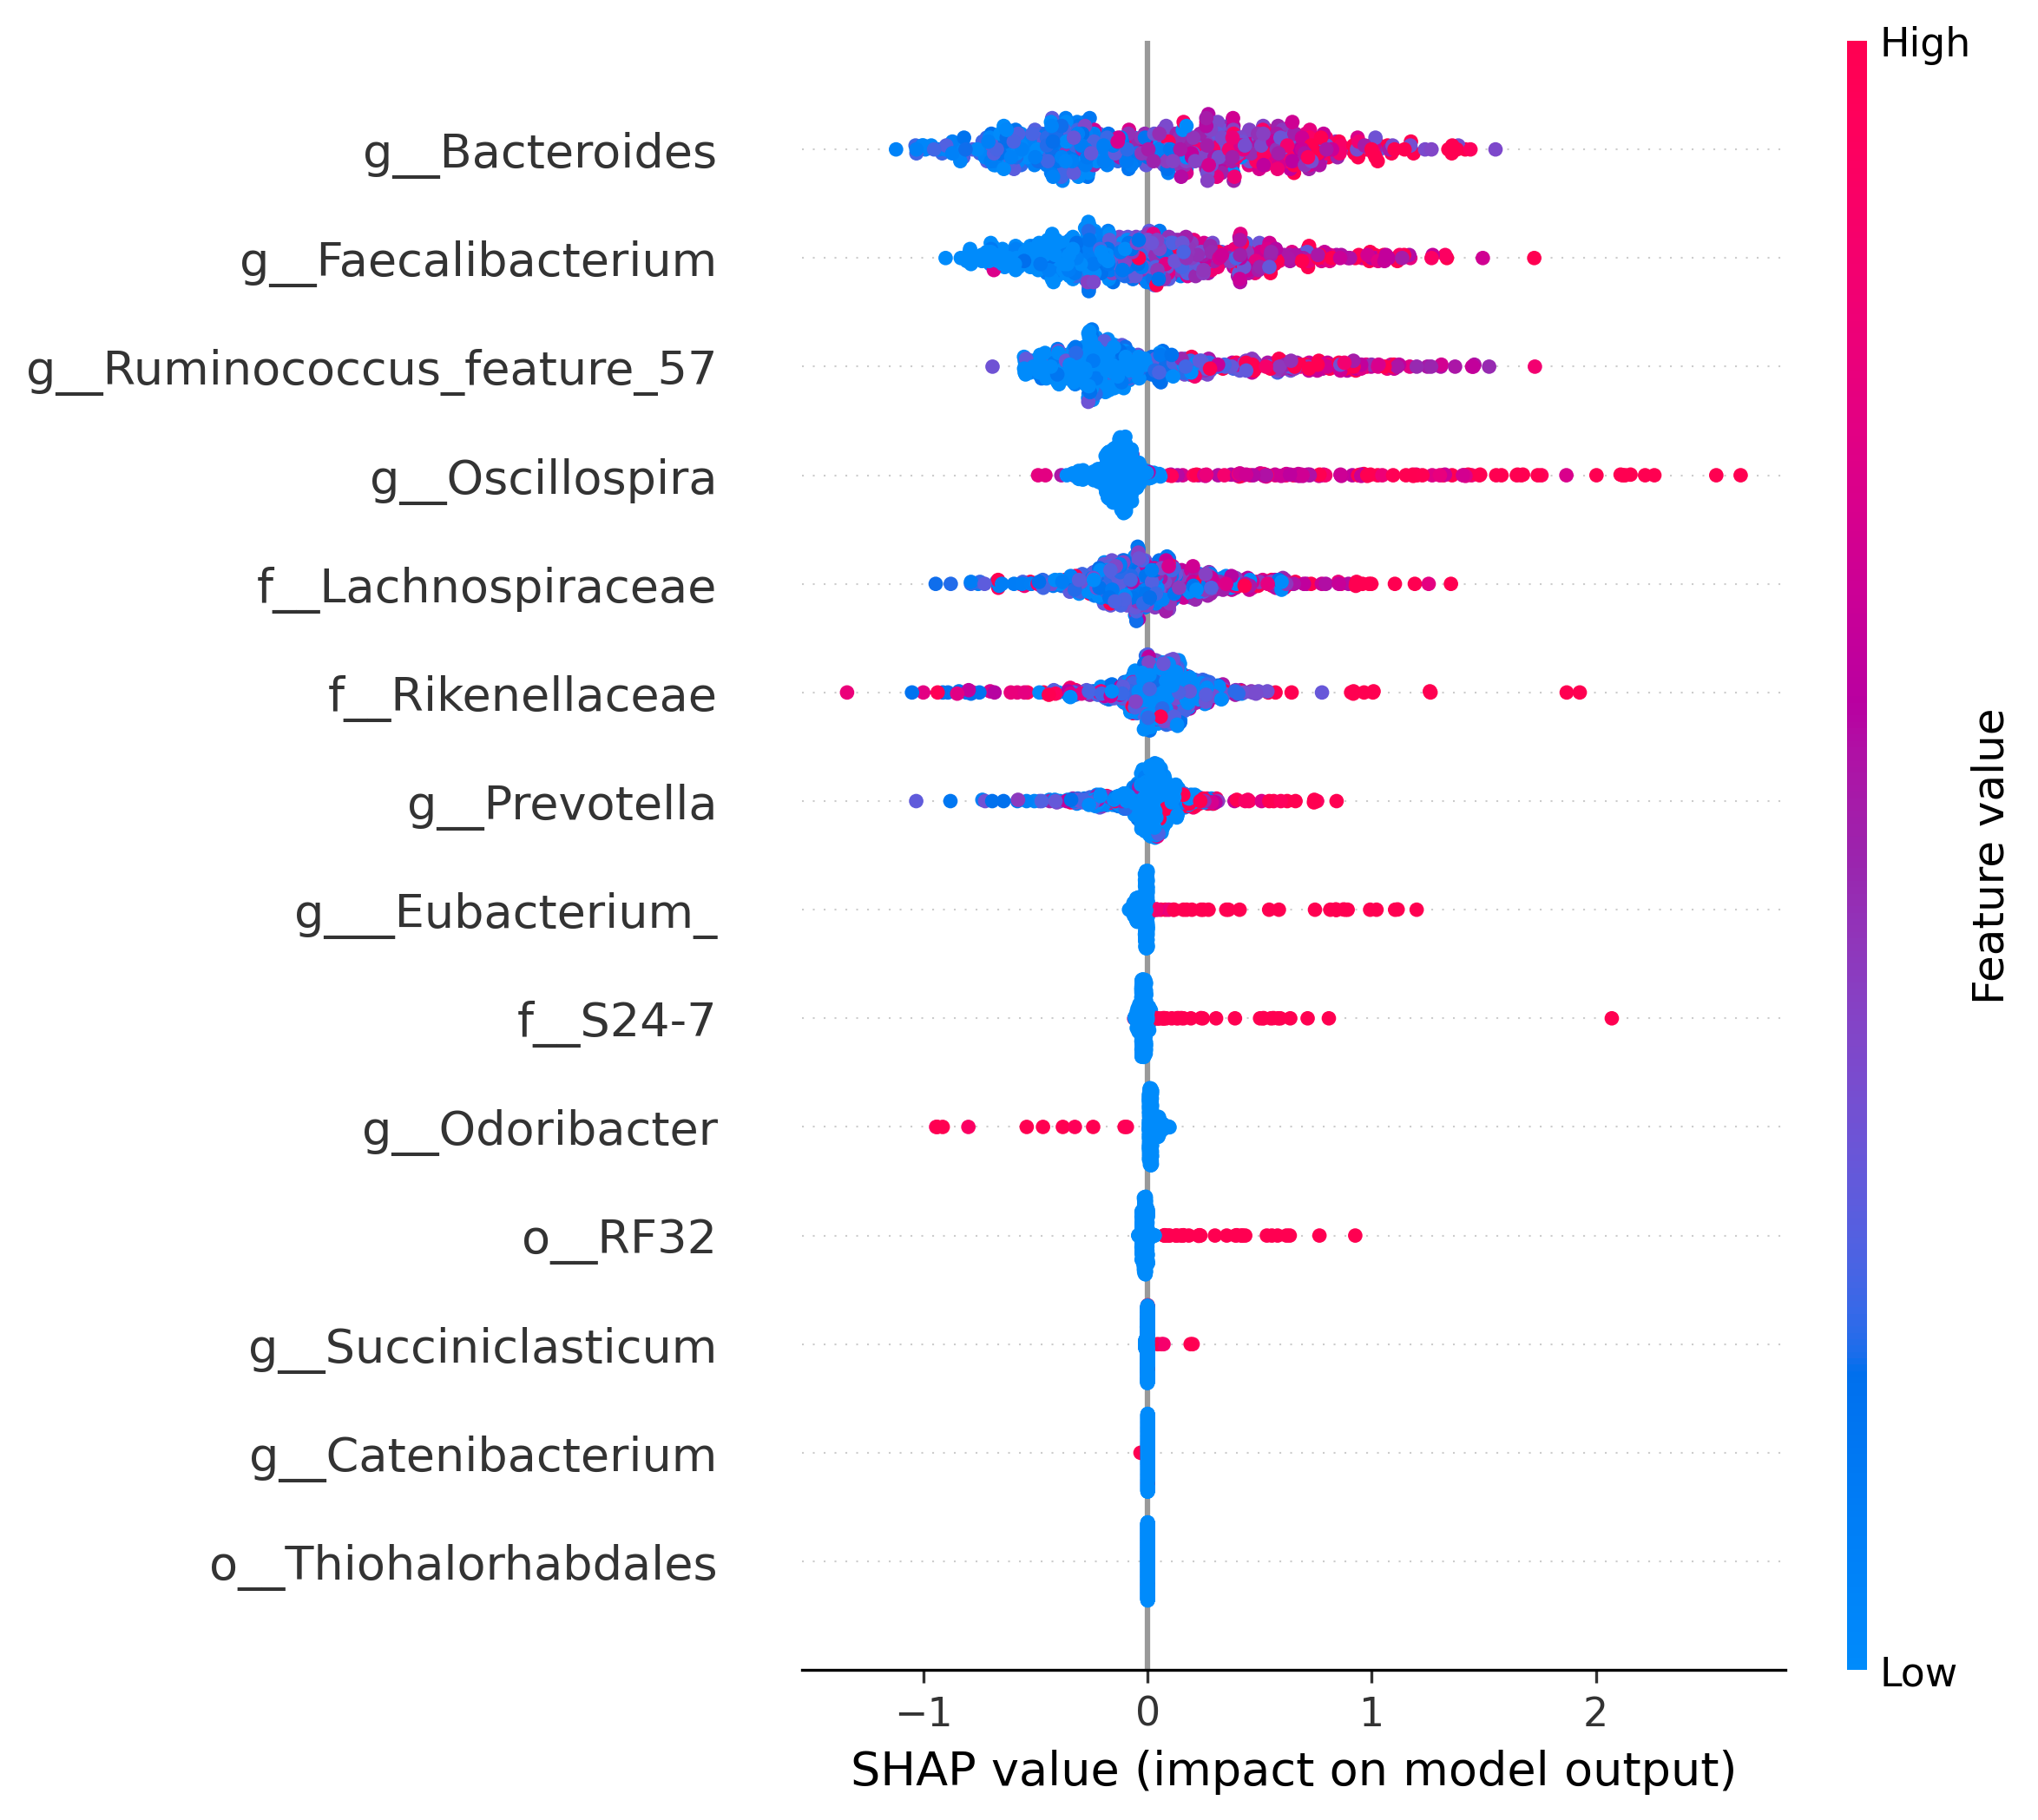 High
g__Bacteroides
g__Faecalibacterium
g__Ruminococcus_feature_57
g__Oscillospira
f__Lachnospiraceae
f__Rikenellaceae
g__Prevotella
g___Eubacterium_
f__S24-7
g__Odoribacter
o__RF32
g__Succiniclasticum
g__Catenibacterium
o__Thiohalorhabdales
Feature value
Low
−1 0 1 2
SHAP value (impact on model output)